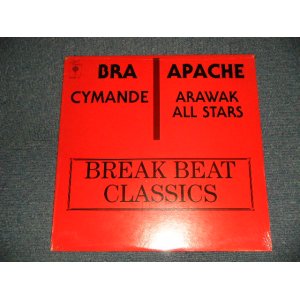 BRA APACHE
CYMANDE ARAWAK
ALL STARS
BREAK BEAT
CLASSICS